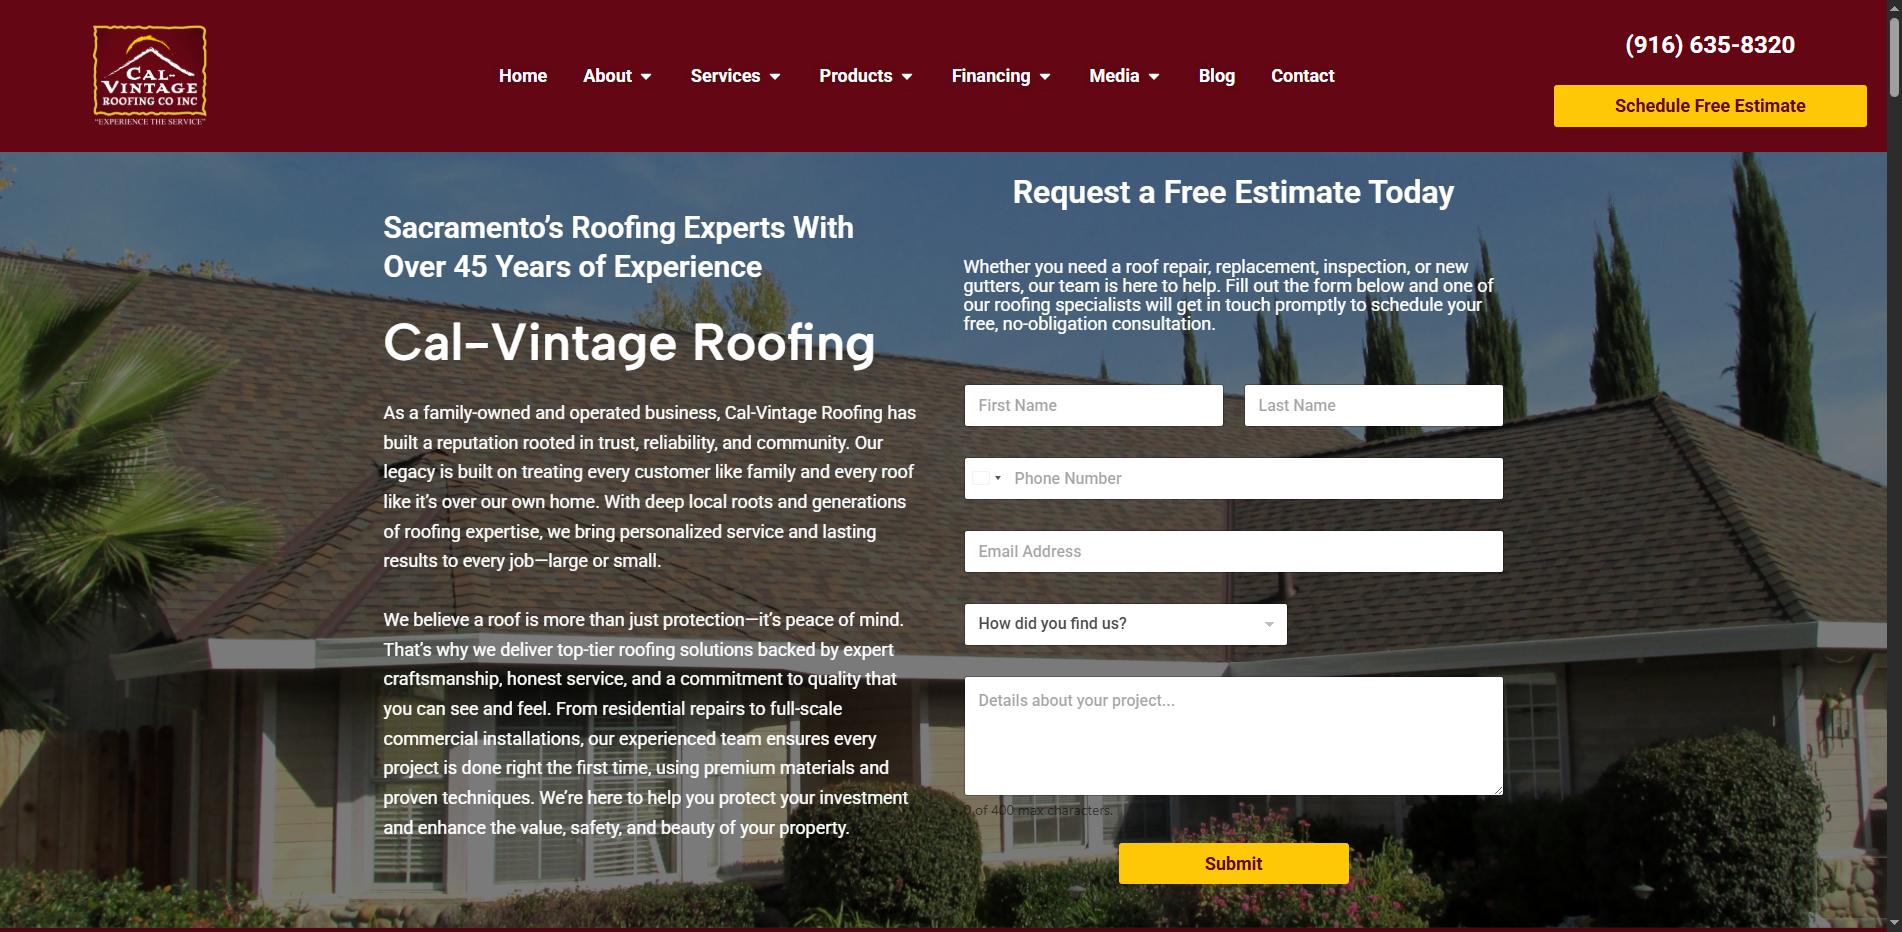 CAL-
VINTAGE
ROOFING CO INC
"EXPERIENCE THE SERVICE"
Home
About
Services
Products
Financing
Media
Blog
Contact
(916) 635-8320
Schedule Free Estimate
Sacramento’s Roofing Experts With
Over 45 Years of Experience
Cal-Vintage Roofing
As a family-owned and operated business, Cal-Vintage Roofing has
built a reputation rooted in trust, reliability, and community. Our
legacy is built on treating every customer like family and every roof
like it’s over our own home. With deep local roots and generations
of roofing expertise, we bring personalized service and lasting
results to every job—large or small.
We believe a roof is more than just protection—it’s peace of mind.
That’s why we deliver top-tier roofing solutions backed by expert
craftsmanship, honest service, and a commitment to quality that
you can see and feel. From residential repairs to full-scale
commercial installations, our experienced team ensures every
project is done right the first time, using premium materials and
proven techniques. We’re here to help you protect your investment
and enhance the value, safety, and beauty of your property.
Request a Free Estimate Today
Whether you need a roof repair, replacement, inspection, or new
gutters, our team is here to help. Fill out the form below and one of
our roofing specialists will get in touch promptly to schedule your
free, no-obligation consultation.
First Name
Last Name
Phone Number
Email Address
How did you find us?
Details about your project...
0 of 400 max characters.
Submit